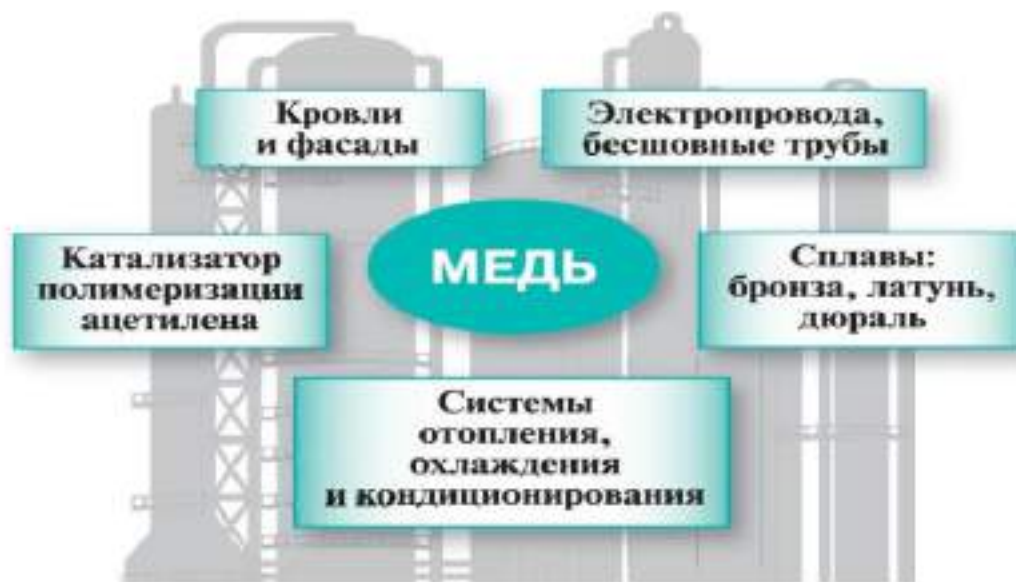 Кровли
и фасады
Электропровода,
бесшовные трубы
Катализатор
полимеризации
ацетилена
МЕДЬ
Сплавы:
бронза, латунь,
дюраль
Системы
отопления,
охлаждения
и кондиционирования